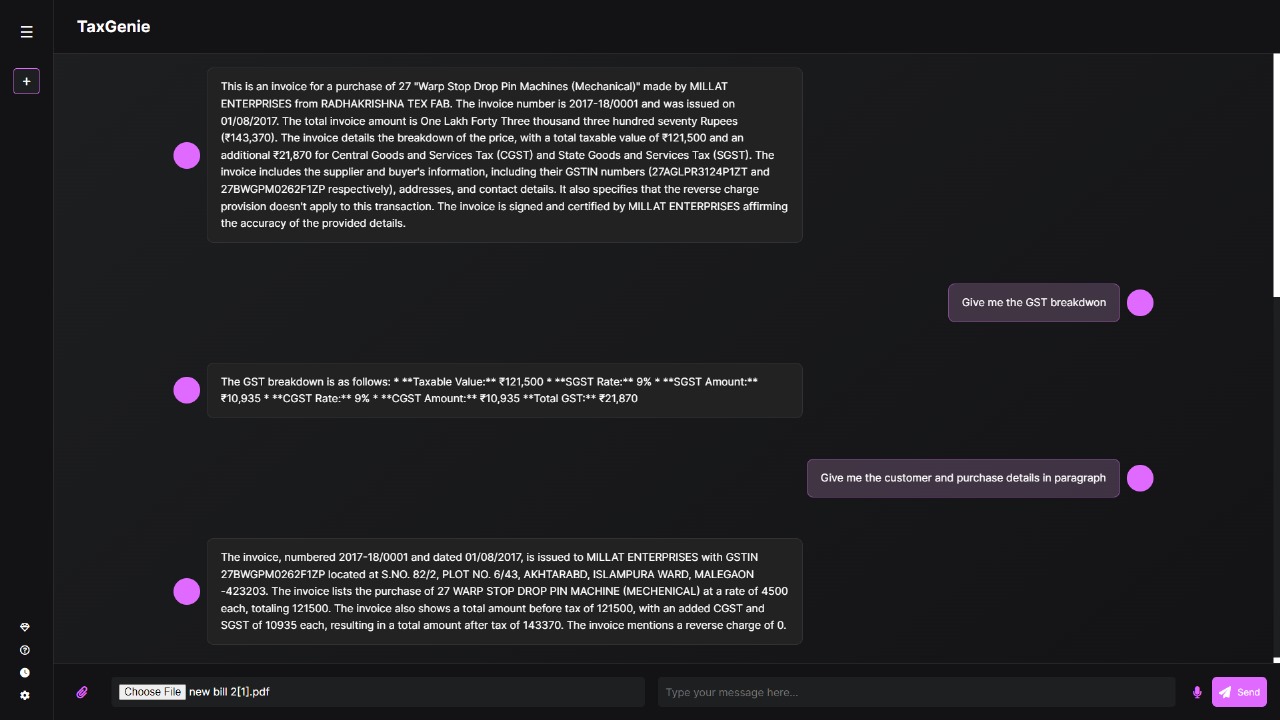 TaxGenie
This is an invoice for a purchase of 27 "Warp Stop Drop Pin Machines (Mechanical)" made by MILLAT
ENTERPRISES from RADHAKRISHNA TEX FAB. The invoice number is 2017-18/0001 and was issued on
01/08/2017. The total invoice amount is One Lakh Forty Three thousand three hundred seventy Rupees
(₹143,370). The invoice details the breakdown of the price, with a total taxable value of ₹121,500 and an
additional ₹21,870 for Central Goods and Services Tax (CGST) and State Goods and Services Tax (SGST). The
invoice includes the supplier and buyer's information, including their GSTIN numbers (27AGLPR3124P1ZT and
27BWGPM0262F1ZP respectively), addresses, and contact details. It also specifies that the reverse charge
provision doesn't apply to this transaction. The invoice is signed and certified by MILLAT ENTERPRISES affirming
the accuracy of the provided details.
Give me the GST breakdwon
The GST breakdown is as follows: * **Taxable Value:** ₹121,500 * **SGST Rate:** 9% * **SGST Amount:**
₹10,935 * **CGST Rate:** 9% * **CGST Amount:** ₹10,935 **Total GST:** ₹21,870
Give me the customer and purchase details in paragraph
The invoice, numbered 2017-18/0001 and dated 01/08/2017, is issued to MILLAT ENTERPRISES with GSTIN
27BWGPM0262F1ZP located at S.NO. 82/2, PLOT NO. 6/43, AKHTARABD, ISLAMPURA WARD, MALEGAON
-423203. The invoice lists the purchase of 27 WARP STOP DROP PIN MACHINE (MECHENICAL) at a rate of 4500
each, totaling 121500. The invoice also shows a total amount before tax of 121500, with an added CGST and
SGST of 10935 each, resulting in a total amount after tax of 143370. The invoice mentions a reverse charge of 0.
Choose File new bill 2[1].pdf
Type your message here...
Send